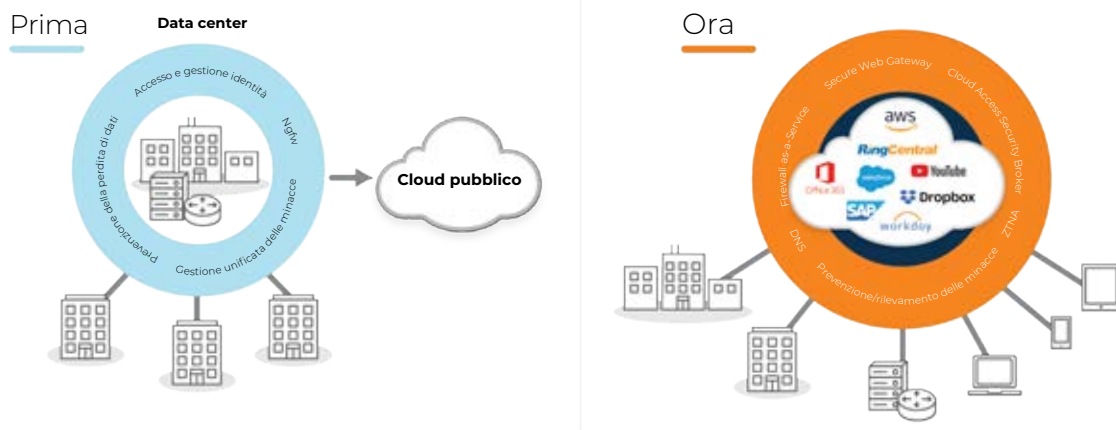 Prima
Data center
Accesso e gestione identità
Ngfw
Prevenzione della perdita di dati
Gestione unificata delle minacce
Cloud pubblico
Ora
Secure Web Gateway
Cloud Access Security Broker
Firewall as-a-Service
ZTNA
DNS
Prevenzione/rilevamento delle minacce
aws
RingCentral
Office 365
salesforce
YouTube
Dropbox
SAP
workday